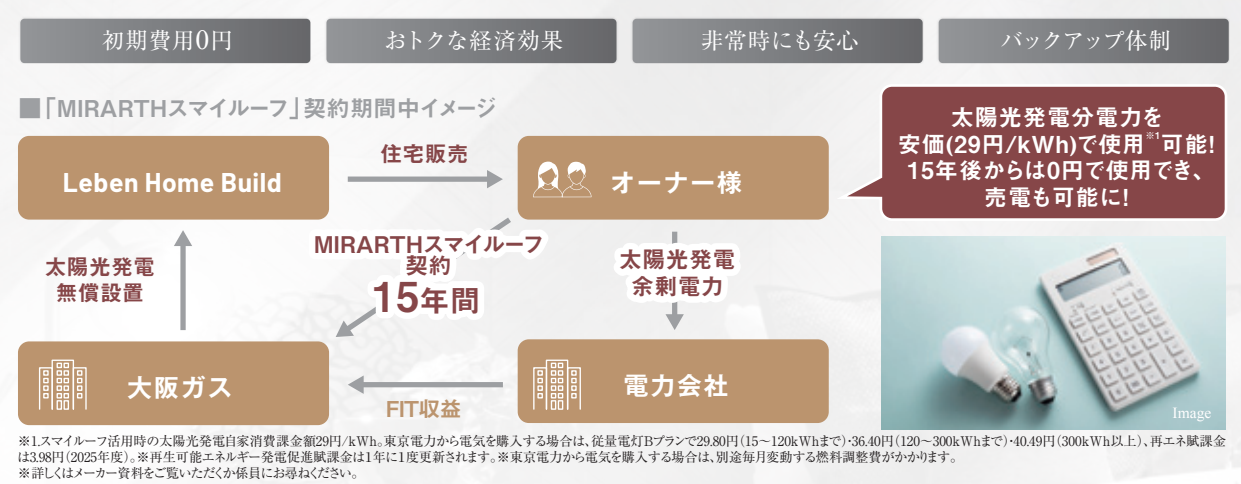 初期費用0円
おトクな経済効果
非常時にも安心
バックアップ体制
■「MIRARTHスマイルーフ」契約期間中イメージ
太陽光発電分電力を
安価(29円/kWh)で使用※1可能!
15年後からは0円で使用でき、
売電も可能に!
Leben Home Build
住宅販売
オーナー様
太陽光発電
無償設置
MIRARTHスマイルーフ
契約
15年間
太陽光発電
余剰電力
大阪ガス
FIT収益
電力会社
Image
※1.スマイルーフ活用時の太陽光発電自家消費課金額29円/kWh。東京電力から電気を購入する場合は、従量電灯Bプランで29.80円(15〜120kWhまで)・36.40円(120〜300kWhまで)・40.49円(300kWh以上)、再エネ賦課金
は3.98円(2025年度)。※再生可能エネルギー発電促進賦課金は1年に1度更新されます。※東京電力から電気を購入する場合は、別途毎月変動する燃料調整費がかかります。
※詳しくはメーカー資料をご覧いただくか係員にお尋ねください。